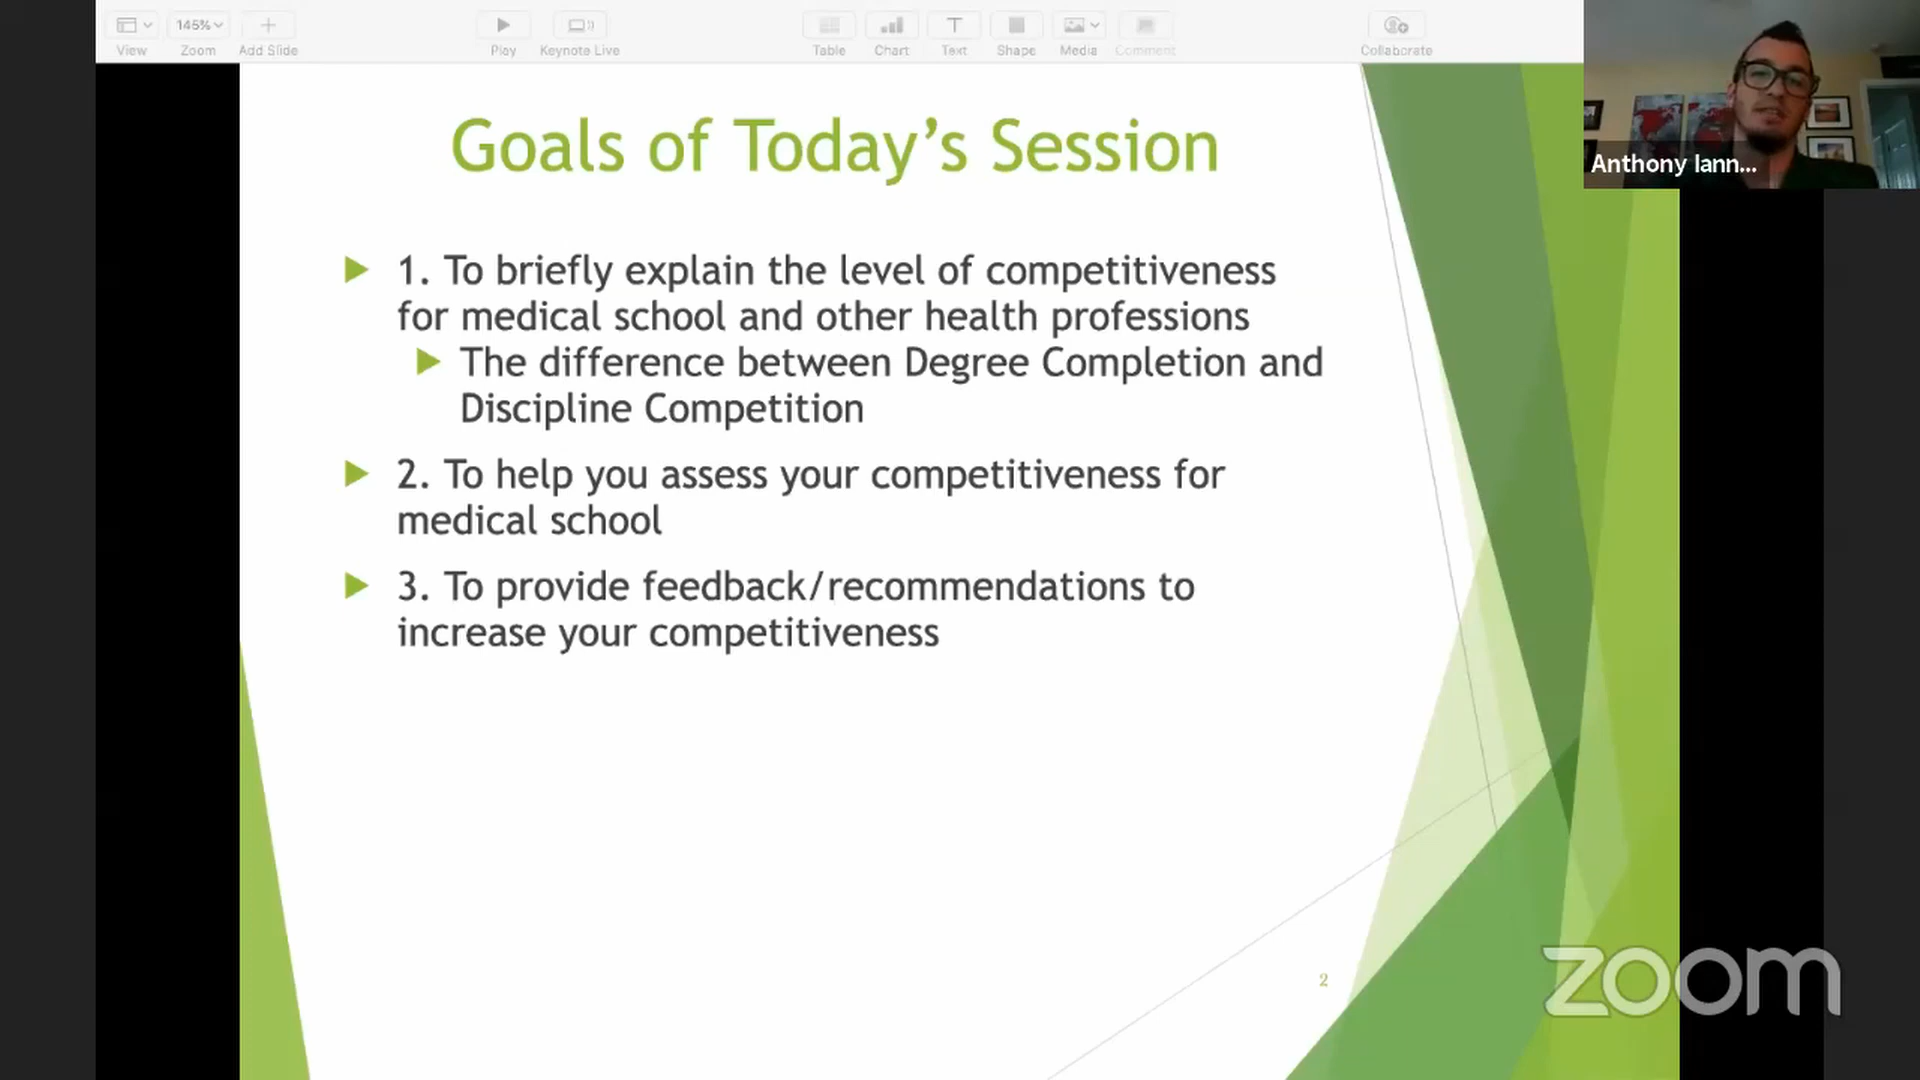 145%
View
Zoom
Add Slide
Play
Keynote Live
Table
Chart
Text
Shape
Media
Comment
Collaborate
Anthony Iann...
Goals of Today’s Session
1. To briefly explain the level of competitiveness
for medical school and other health professions
The difference between Degree Completion and
Discipline Competition
2. To help you assess your competitiveness for
medical school
3. To provide feedback/recommendations to
increase your competitiveness
2
zoom